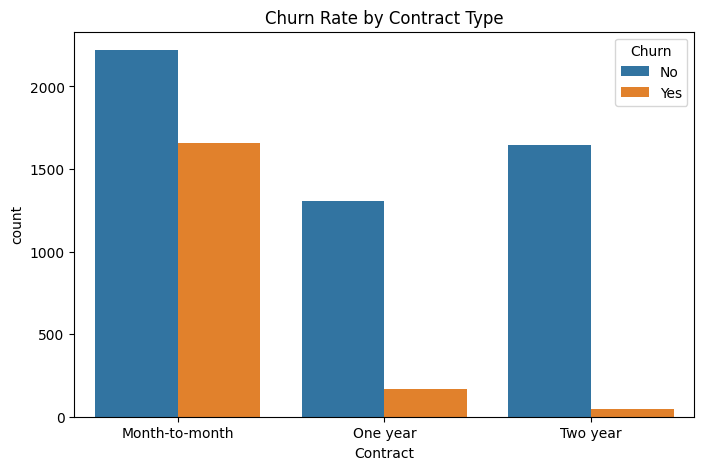 Churn Rate by Contract Type
Churn
No
Yes
2000
1500
1000
500
0
count
Month-to-month
One year
Two year
Contract